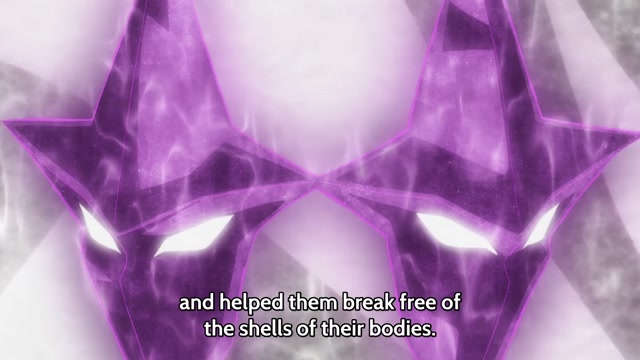 and helped them break free of
the shells of their bodies.